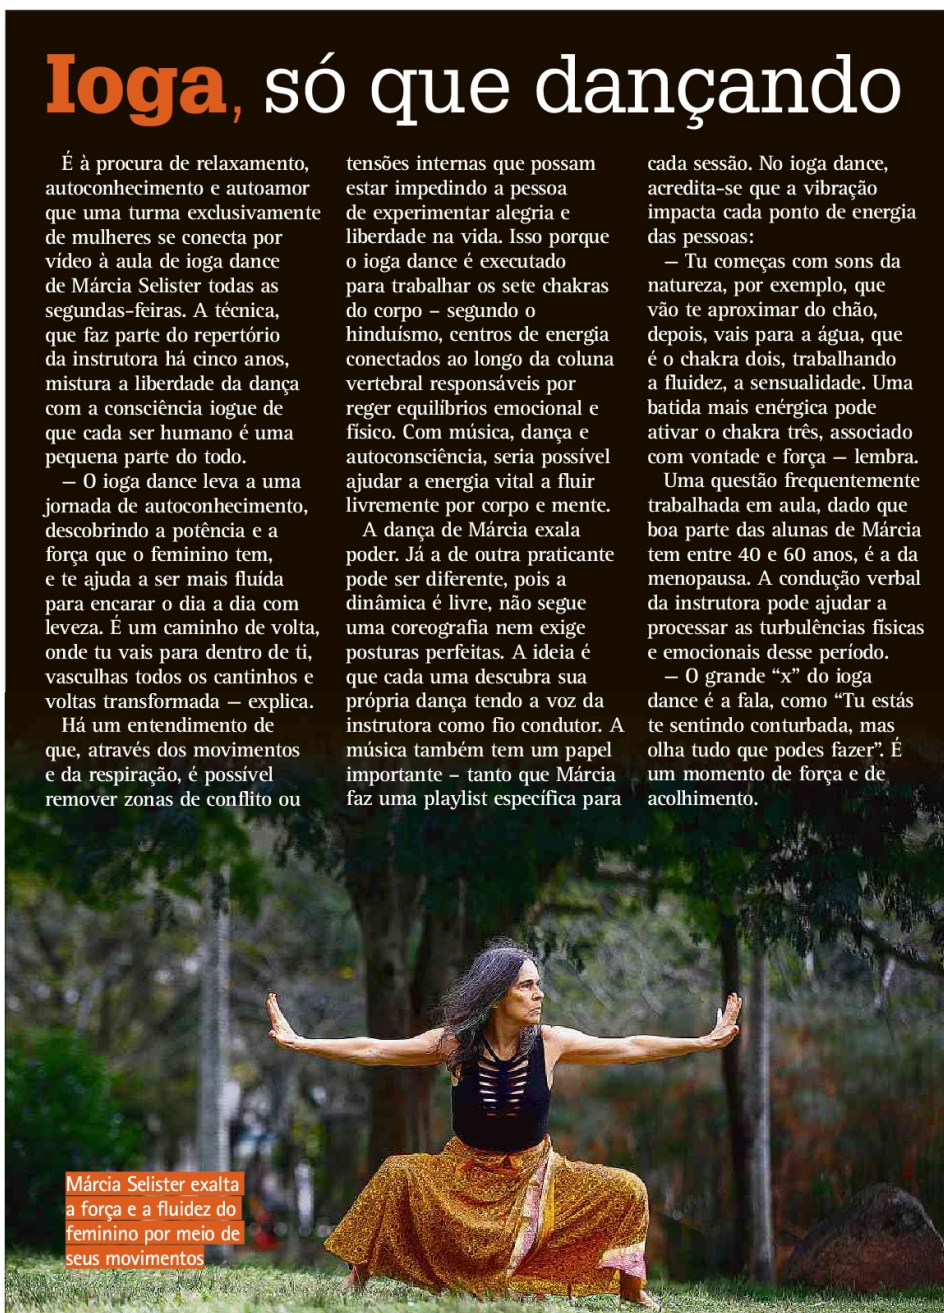 Ioga, só que dançando
É à procura de relaxamento,
autoconhecimento e autoamor
que uma turma exclusivamente
de mulheres se conecta por
vídeo à aula de ioga dance
de Márcia Selister todas as
segundas-feiras. A técnica,
que faz parte do repertório
da instrutora há cinco anos,
mistura a liberdade da dança
com a consciência iogue de
que cada ser humano é uma
pequena parte do todo.
— O ioga dance leva a uma
jornada de autoconhecimento,
descobrindo a potência e a
força que o feminino tem,
e te ajuda a ser mais fluída
para encarar o dia a dia com
leveza. É um caminho de volta,
onde tu vais para dentro de ti,
vasculhas todos os cantinhos e
voltas transformada — explica.
Há um entendimento de
que, através dos movimentos
e da respiração, é possível
remover zonas de conflito ou
tensões internas que possam
estar impedindo a pessoa
de experimentar alegria e
liberdade na vida. Isso porque
o ioga dance é executado
para trabalhar os sete chakras
do corpo – segundo o
hinduísmo, centros de energia
conectados ao longo da coluna
vertebral responsáveis por
reger equilíbrios emocional e
físico. Com música, dança e
autoconsciência, seria possível
ajudar a energia vital a fluir
livremente por corpo e mente.
A dança de Márcia exala
poder. Já a de outra praticante
pode ser diferente, pois a
dinâmica é livre, não segue
uma coreografia nem exige
posturas perfeitas. A ideia é
que cada uma descubra sua
própria dança tendo a voz da
instrutora como fio condutor. A
música também tem um papel
importante – tanto que Márcia
faz uma playlist específica para
cada sessão. No ioga dance,
acredita-se que a vibração
impacta cada ponto de energia
das pessoas:
— Tu começas com sons da
natureza, por exemplo, que
vão te aproximar do chão,
depois, vais para a água, que
é o chakra dois, trabalhando
a fluidez, a sensualidade. Uma
batida mais enérgica pode
ativar o chakra três, associado
com vontade e força — lembra.
Uma questão frequentemente
trabalhada em aula, dado que
boa parte das alunas de Márcia
tem entre 40 e 60 anos, é a da
menopausa. A condução verbal
da instrutora pode ajudar a
processar as turbulências físicas
e emocionais desse período.
— O grande “x” do ioga
dance é a fala, como “Tu estás
te sentindo conturbada, mas
olha tudo que podes fazer”. É
um momento de força e de
acolhimento.
Márcia Selister exalta
a força e a fluidez do
feminino por meio de
seus movimentos